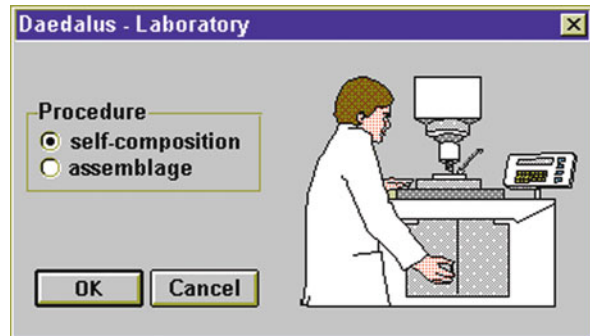 Daedalus - Laboratory
Procedure
self-composition
assemblage
OK Cancel